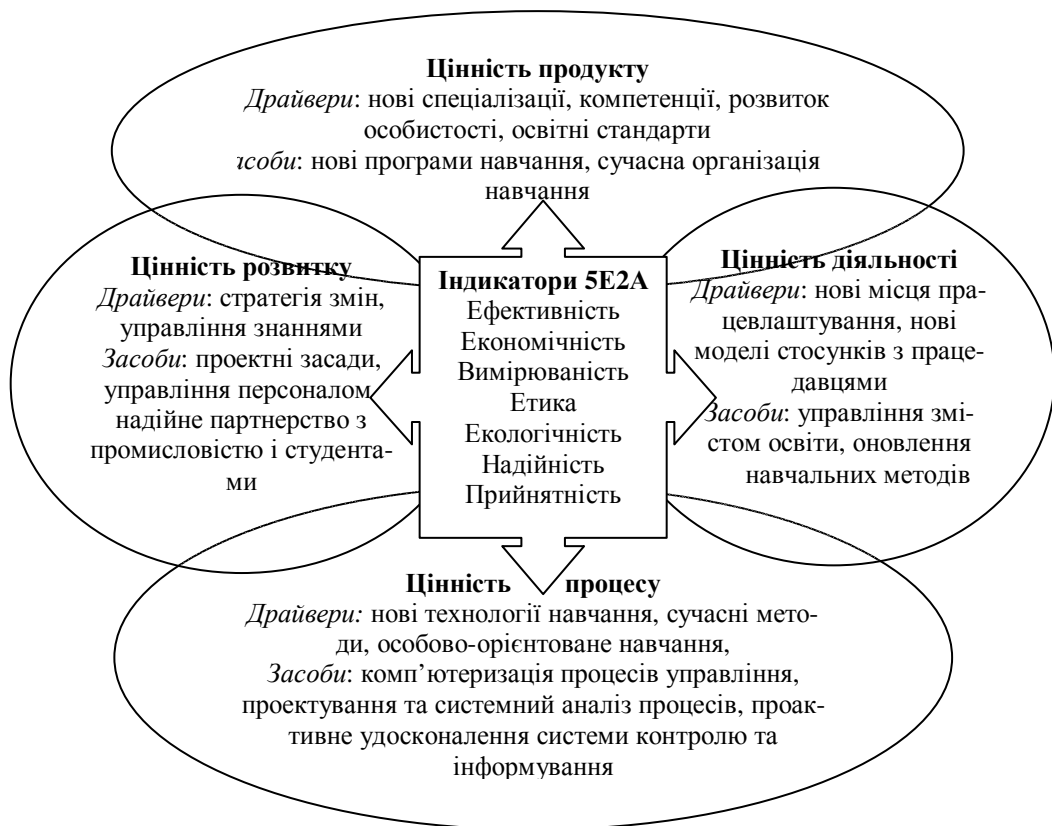 Цінність продукту
Драйвери: нові спеціалізації, компетенції, розвиток
особистості, освітні стандарти
исоби: нові програми навчання, сучасна організація
навчання
Цінність розвитку
Драйвери: стратегія змін,
управління знаннями
Засоби: проектні засади,
управління персоналом
надійне партнерство з
промисловістю і студента-
ми
Індикатори 5Е2А
Ефективність
Економічність
Вимірюваність
Етика
Екологічність
Надійність
Прийнятність
Цінність діяльності
Драйвери: нові місця пра-
цевлаштування, нові
моделі стосунків з праце-
давцями
Засоби: управління змі-
стом освіти, оновлення
навчальних методів
Цінність процесу
Драйвери: нові технології навчання, сучасні мето-
ди, особово-орієнтоване навчання,
Засоби: комп’ютеризація процесів управління,
проектування та системний аналіз процесів, проак-
тивне удосконалення системи контролю та
інформування